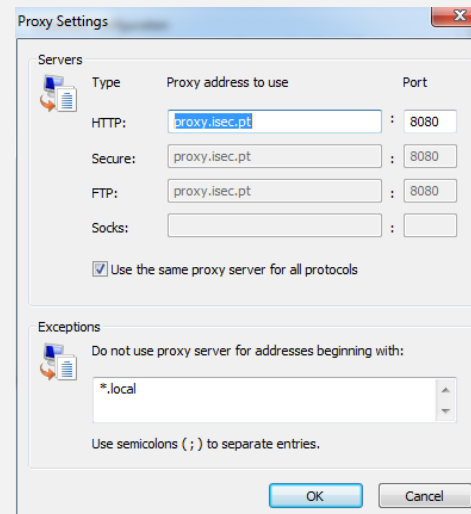 Proxy Settings
Servers
Type Proxy address to use Port
HTTP: proxy.isec.pt : 8080
Secure: proxy.isec.pt : 8080
FTP: proxy.isec.pt : 8080
Socks: :
Use the same proxy server for all protocols
Exceptions
Do not use proxy server for addresses beginning with:
*.local
Use semicolons ( ; ) to separate entries.
OK Cancel